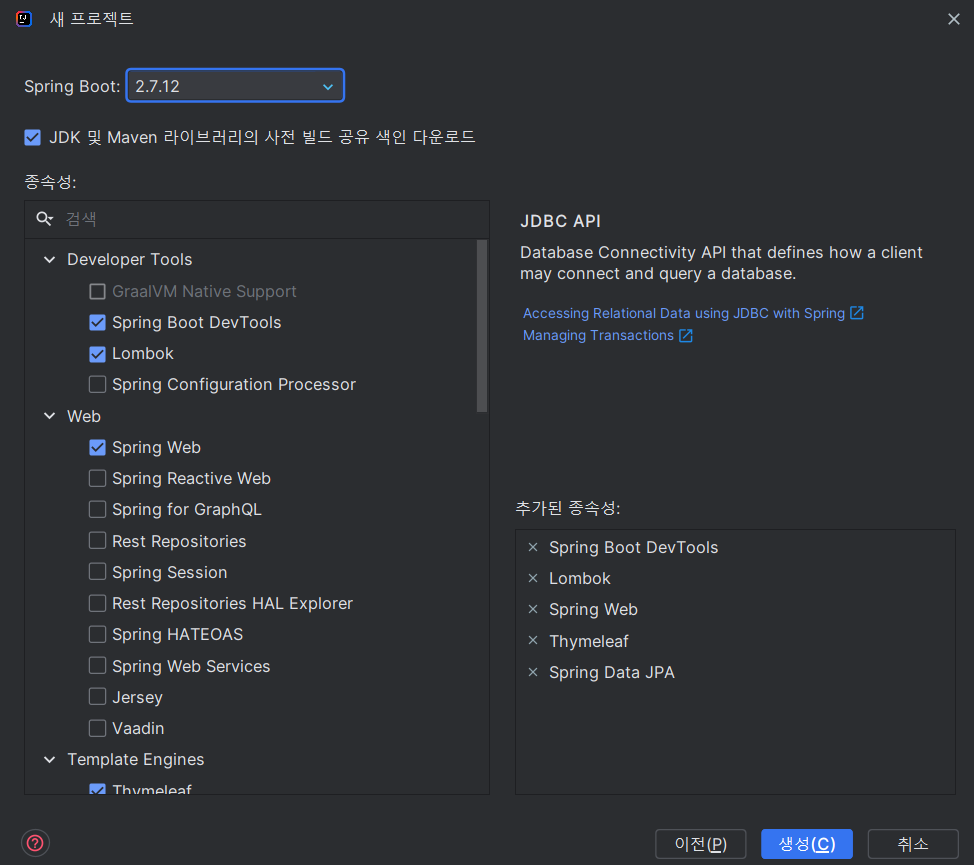 새 프로젝트
Spring Boot: 2.7.12
JDK 및 Maven 라이브러리의 사전 빌드 공유 색인 다운로드
종속성:
검색
Developer Tools
GraalVM Native Support
Spring Boot DevTools
Lombok
Spring Configuration Processor
Web
Spring Web
Spring Reactive Web
Spring for GraphQL
Rest Repositories
Spring Session
Rest Repositories HAL Explorer
Spring HATEOAS
Spring Web Services
Jersey
Vaadin
Template Engines
Thymeleaf
JDBC API
Database Connectivity API that defines how a client
may connect and query a database.
Accessing Relational Data using JDBC with Spring
Managing Transactions
추가된 종속성:
Spring Boot DevTools
Lombok
Spring Web
Thymeleaf
Spring Data JPA
이전(P)
생성(C)
취소